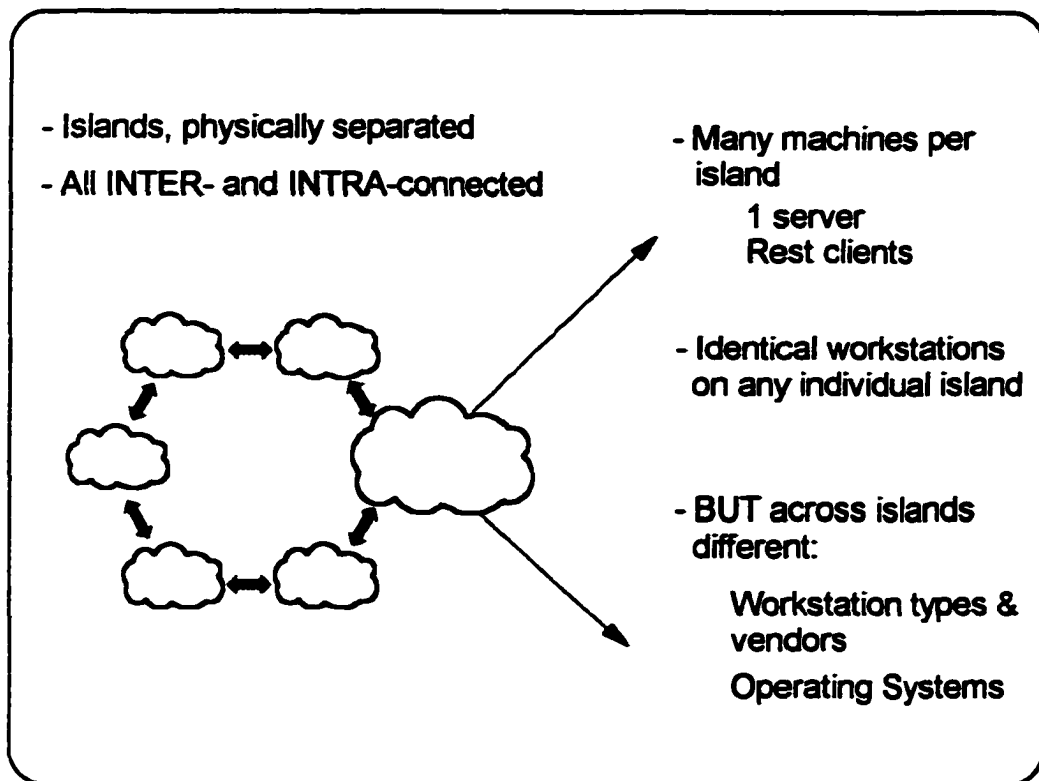 - Islands, physically separated
- All INTER- and INTRA-connected
- Many machines per
island
1 server
Rest clients
- Identical workstations
on any individual island
- BUT across islands
different:
Workstation types &
vendors
Operating Systems